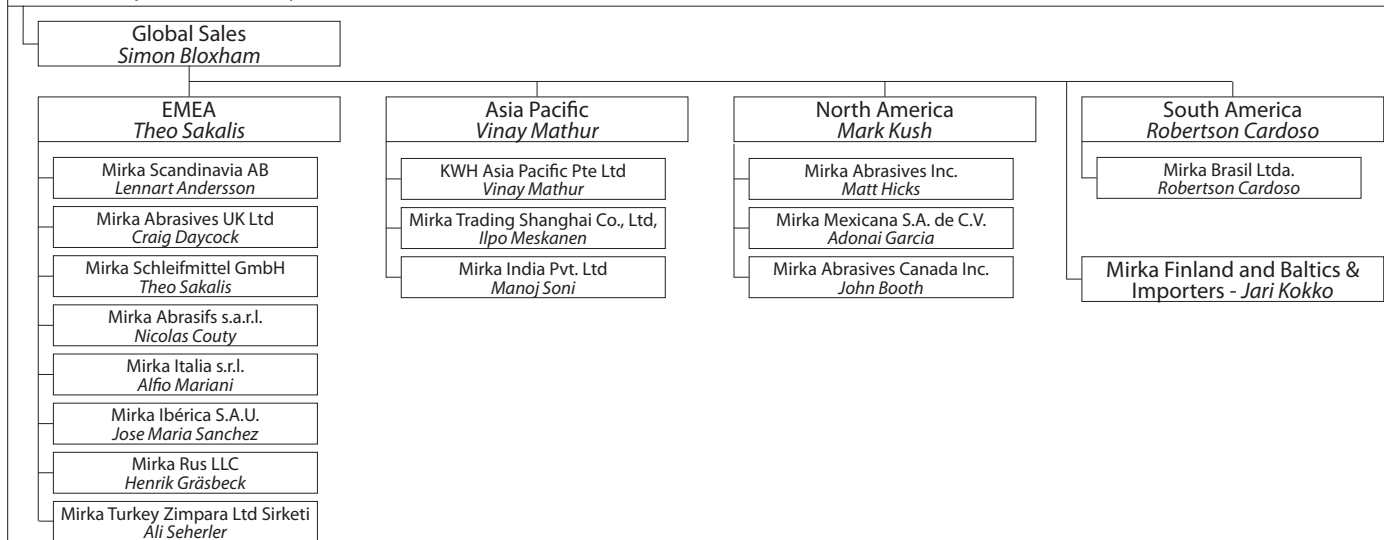 Global Sales
Simon Bloxham
EMEA
Theo Sakalis
Mirka Scandinavia AB
Lennart Andersson
Mirka Abrasives UK Ltd
Craig Daycock
Mirka Schleifmittel GmbH
Theo Sakalis
Mirka Abrasifs s.a.r.l.
Nicolas Couty
Mirka Italia s.r.l.
Alfio Mariani
Mirka Ibérica S.A.U.
Jose Maria Sanchez
Mirka Rus LLC
Henrik Gräsbeck
Mirka Turkey Zimpara Ltd Sirketi
Ali Seherler
Asia Pacific
Vinay Mathur
KWH Asia Pacific Pte Ltd
Vinay Mathur
Mirka Trading Shanghai Co., Ltd,
Ilpo Meskanen
Mirka India Pvt. Ltd
Manoj Soni
North America
Mark Kush
Mirka Abrasives Inc.
Matt Hicks
Mirka Mexicana S.A. de C.V.
Adonai Garcia
Mirka Abrasives Canada Inc.
John Booth
South America
Robertson Cardoso
Mirka Brasil Ltda.
Robertson Cardoso
Mirka Finland and Baltics &
Importers - Jari Kokko